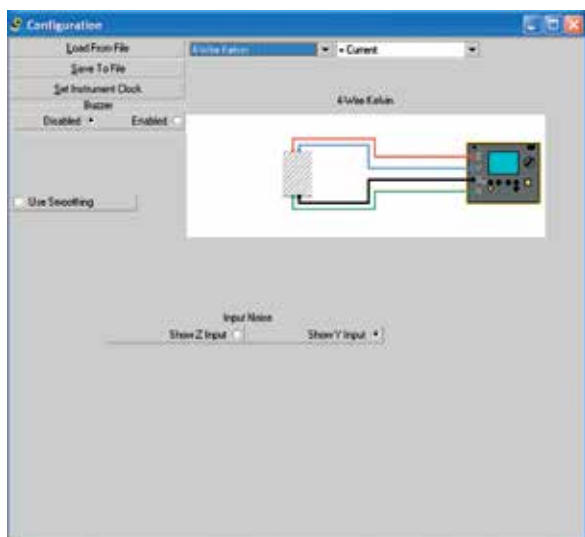 Configuration
Load From File
4-Wire Kelvin
+ Current
Save To File
Set Instrument Clock
Buzzer
4-Wire Kelvin
Disabled
Enabled
Use Smoothing
Input Noise
Show Z Input
Show Y Input